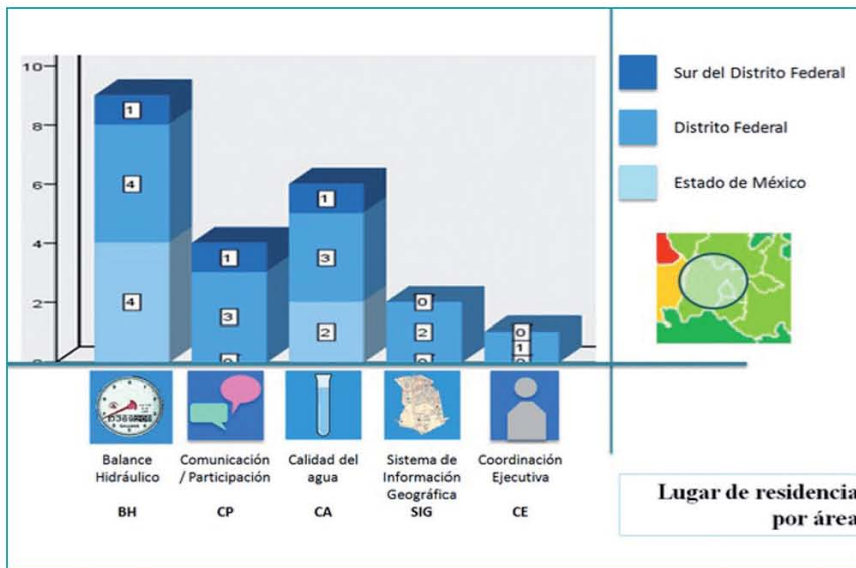 10
8
6
4
2
1
4
4
1
3
1
3
2
0
2
0
1
Sur del Distrito Federal
Distrito Federal
Estado de México
Balance
Hidráulico
BH
Comunicación
/ Participación
CP
Calidad del
agua
CA
Sistema de
Información
Geográfica
SIG
Coordinación
Ejecutiva
CE
Lugar de residencia
por área